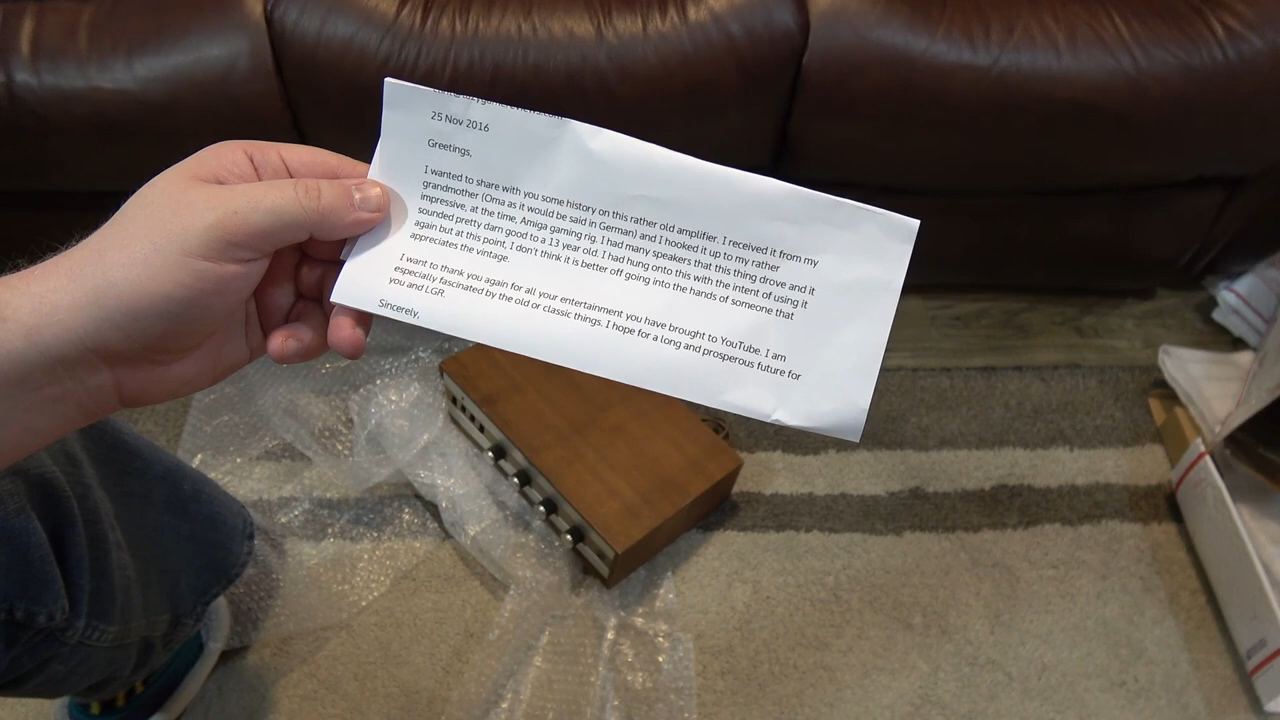 25 Nov 2016
Greetings,
I wanted to share with you some history on this rather old amplifier. I received it from my
grandmother (Oma as it would be said in German) and I hooked it up to my rather
impressive, at the time, Amiga gaming rig. I had many speakers that this thing drove and it
sounded pretty darn good to a 13 year old. I had hung onto this with the intent of using it
again but at this point, I don't think it is better off going into the hands of someone that
appreciates the vintage.
I want to thank you again for all your entertainment you have brought to YouTube. I am
especially fascinated by the old or classic things. I hope for a long and prosperous future for
you and LGR.
Sincerely,